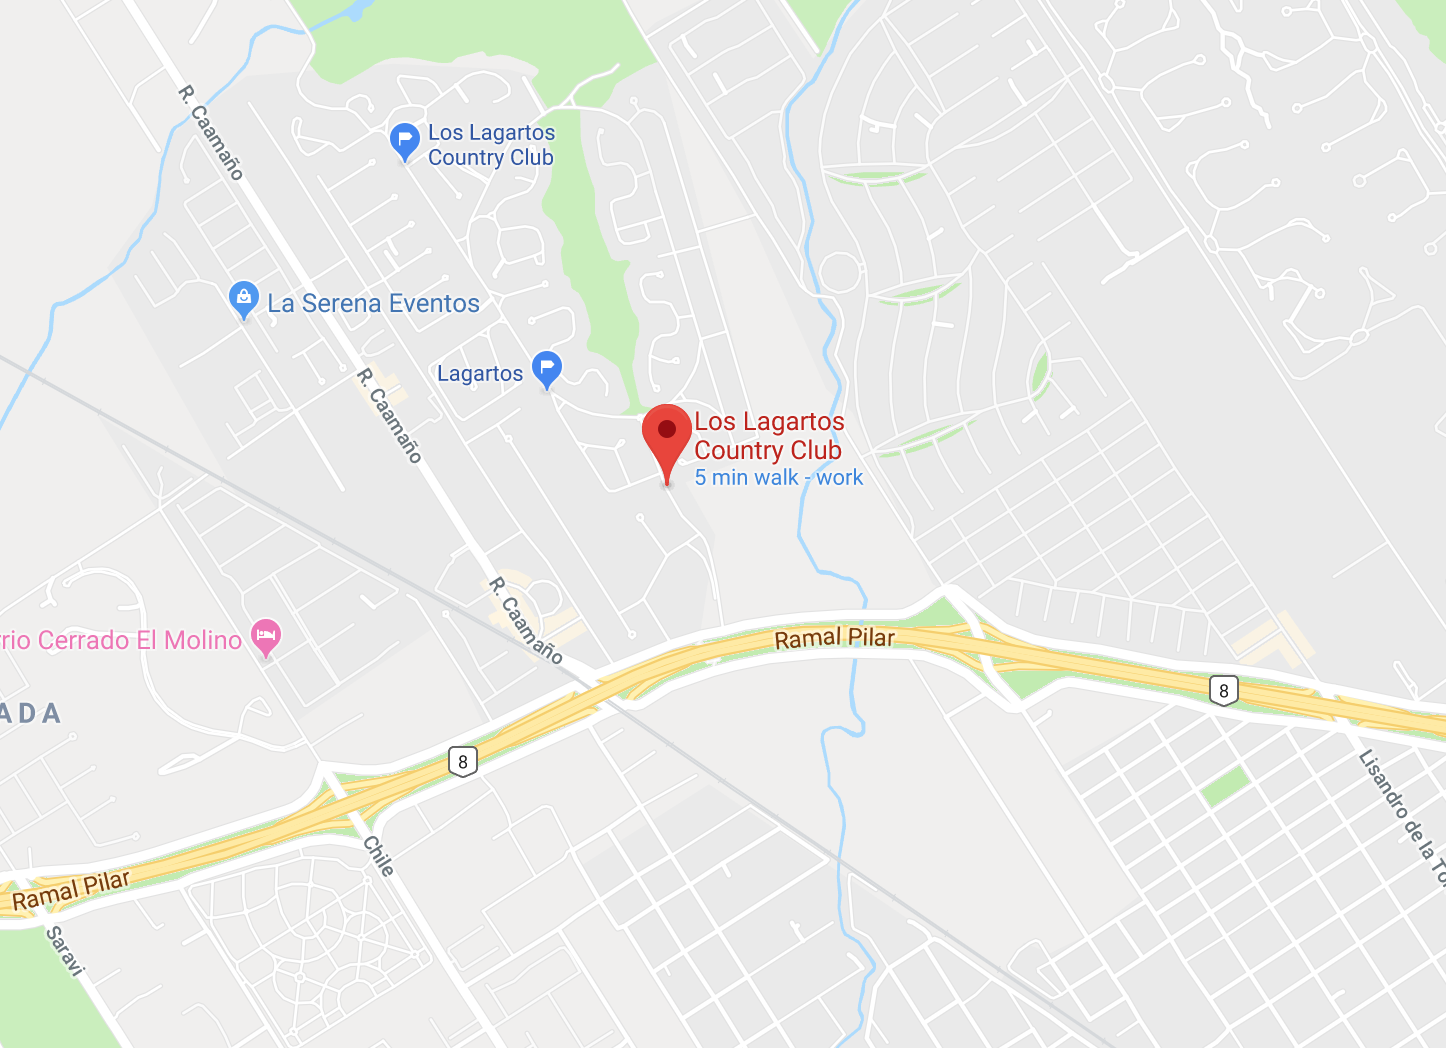 R. Caamaño
Los Lagartos
Country Club
La Serena Eventos
R. Caamaño
Lagartos
Los Lagartos
Country Club
5 min walk - work
R. Caamaño
rio Cerrado El Molino
Ramal Pilar
8
ADA
8
Lisandro de la To
Chile
Ramal Pilar
Saravi